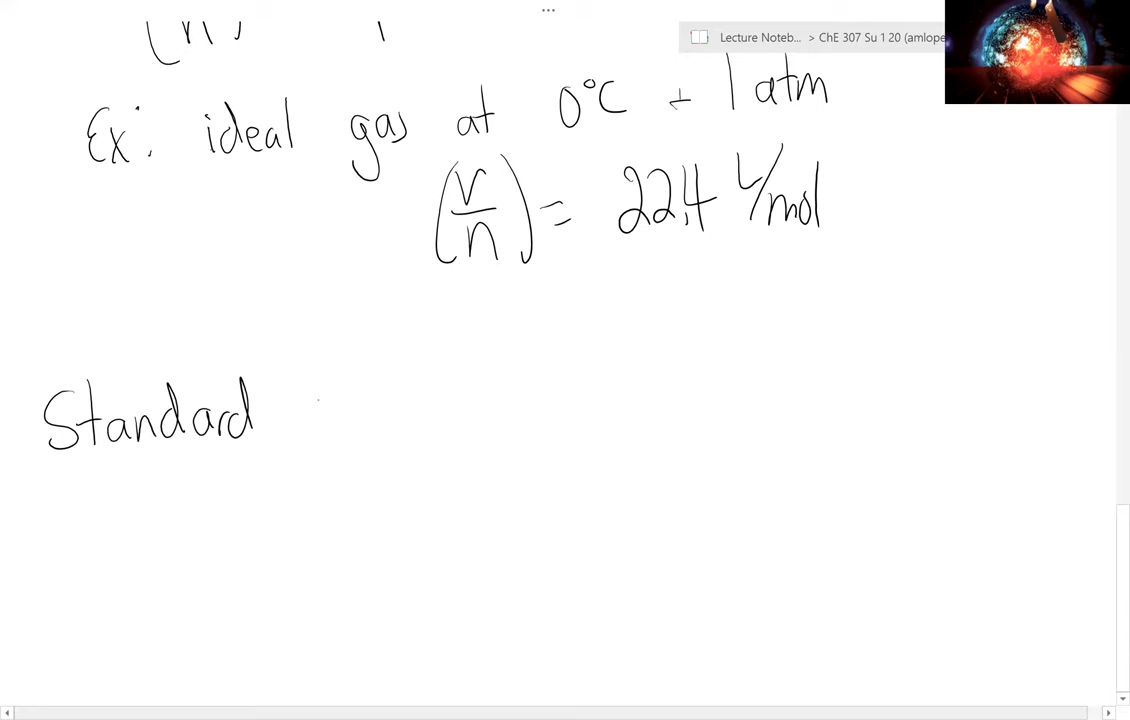 Lecture Noteb... > ChE 307 Su 1 20 (amlope
(n)
Ex: ideal gas at 0°C + 1 atm
(V/n) = 22.4 L/mol
Standard